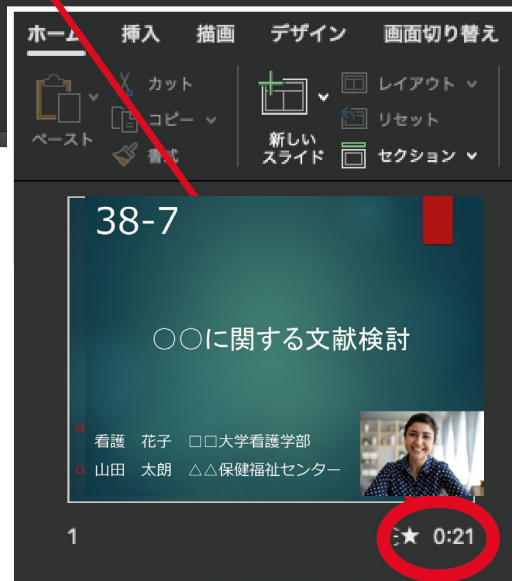 ホーム 挿入 描画 デザイン 画面切り替え
ペースト
カット
コピー
書式
新しい
スライド
レイアウト
リセット
セクション
38-7
○○に関する文献検討
看護 花子 □□大学看護学部
山田 太朗 △△保健福祉センター
1
★ 0:21